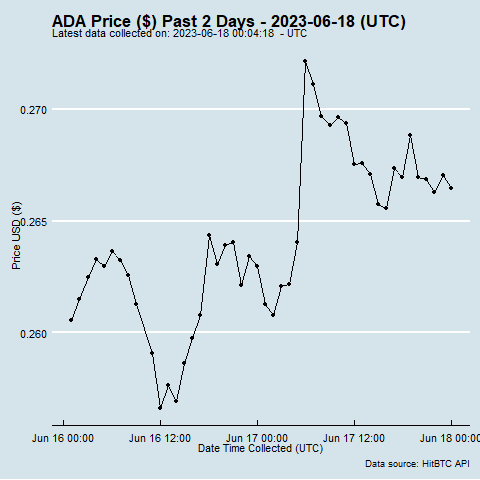 ADA Price ($) Past 2 Days - 2023-06-18 (UTC)
Latest data collected on: 2023-06-18 00:04:18  - UTC
0.270
0.265
0.260
Price USD ($)
Jun 16 00:00 Jun 16 12:00 Jun 17 00:00 Jun 17 12:00 Jun 18 00:00
Date Time Collected (UTC)
Data source: HitBTC API